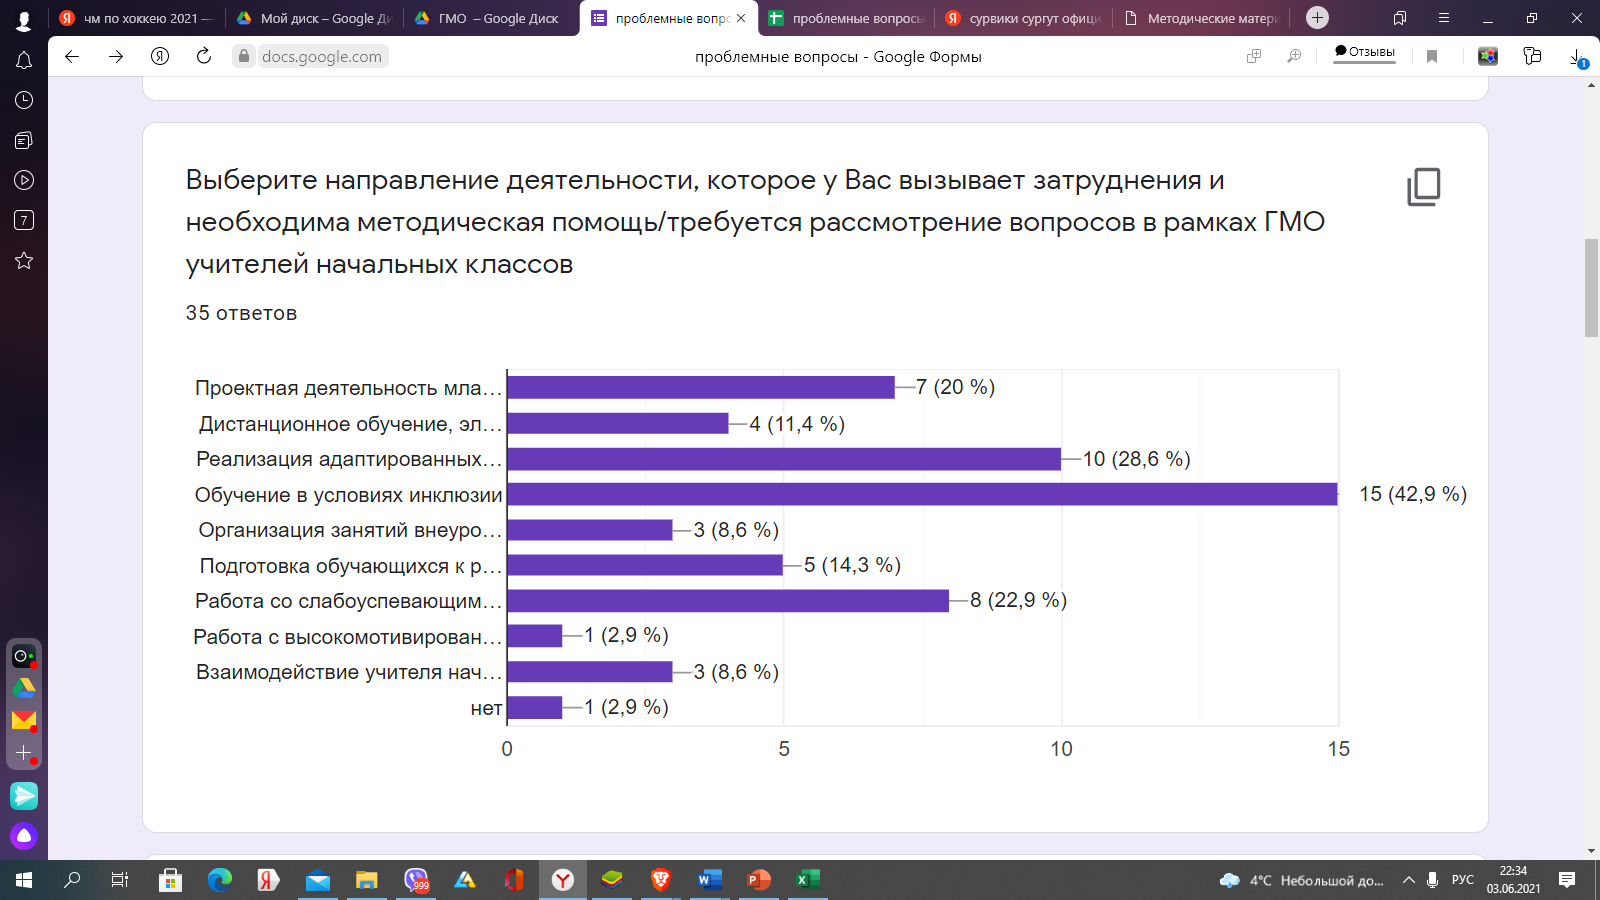 чм по хоккею 2021 —
Мой диск – Google Ди
ГМО – Google Диск
проблемные вопро
проблемные вопросы
сурвики сургут офици
Методические матери
docs.google.com
проблемные вопросы - Google Формы
Отзывы
1
7
Выберите направление деятельности, которое у Вас вызывает затруднения и
необходима методическая помощь/требуется рассмотрение вопросов в рамках ГМО
учителей начальных классов
35 ответов
Проектная деятельность мла… 7 (20 %)
Дистанционное обучение, эл… 4 (11,4 %)
Реализация адаптированных… 10 (28,6 %)
Обучение в условиях инклюзии 15 (42,9 %)
Организация занятий внеуро… 3 (8,6 %)
Подготовка обучающихся к р… 5 (14,3 %)
Работа со слабоуспевающим… 8 (22,9 %)
Работа с высокомотивирован… 1 (2,9 %)
Взаимодействие учителя нач… 3 (8,6 %)
нет 1 (2,9 %)
0 5 10 15
999
4°C Небольшой до...
РУС
22:34
03.06.2021